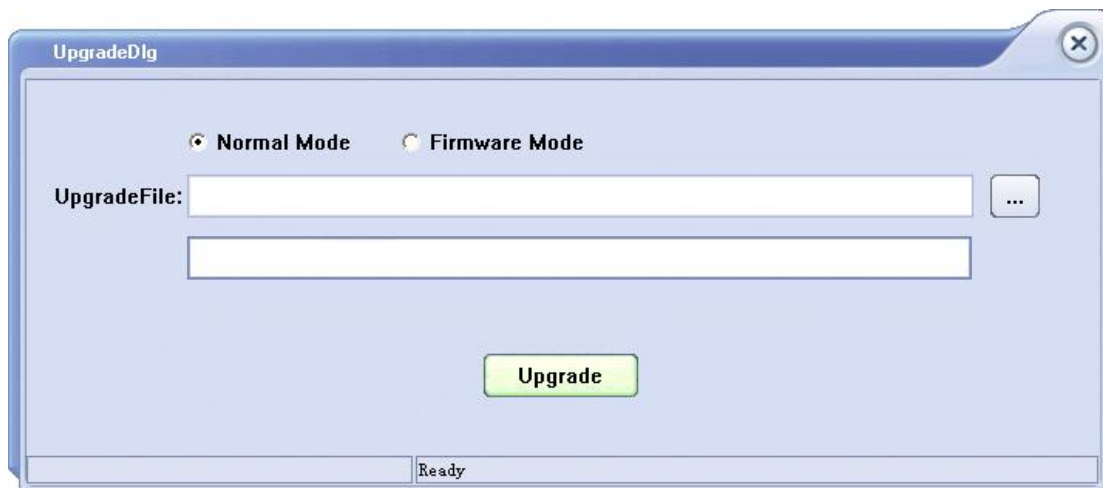 UpgradeDlg
Normal Mode Firmware Mode
UpgradeFile: ...
Upgrade
Ready